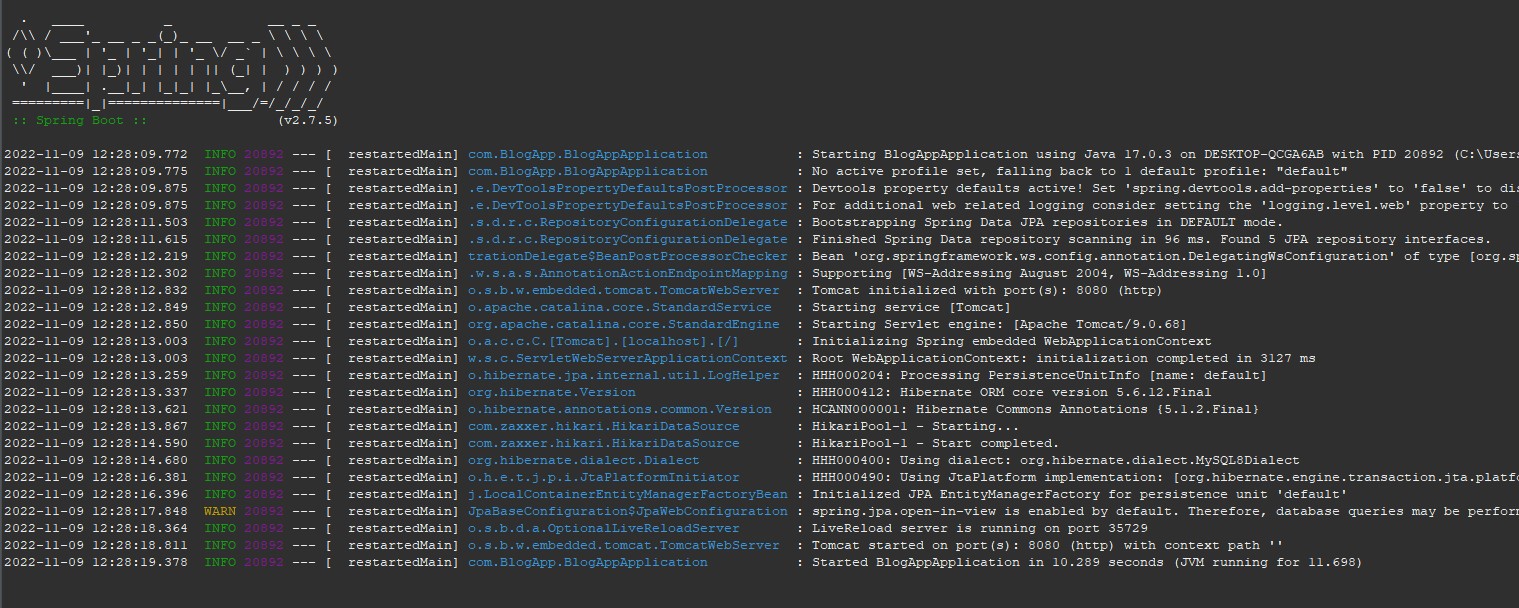 .   ____          _            __ _ _
 /\\ / ___'_ __ _ _(_)_ __  __ _ \ \ \ \
( ( )\___ | '_ | '_| | '_ \/ _` | \ \ \ \
 \\/  ___)| |_)| | | | | || (_| |  ) ) ) )
  '  |____| .__|_| |_|_| |_\__, | / / / /
 =========|_|==============|___/=/_/_/_/
 :: Spring Boot ::                (v2.7.5)
2022-11-09 12:28:09.772  INFO 20892 --- [  restartedMain] com.BlogApp.BlogAppApplication           : Starting BlogAppApplication using Java 17.0.3 on DESKTOP-QCGA6AB with PID 20892 (C:\Users
2022-11-09 12:28:09.775  INFO 20892 --- [  restartedMain] com.BlogApp.BlogAppApplication           : No active profile set, falling back to 1 default profile: "default"
2022-11-09 12:28:09.875  INFO 20892 --- [  restartedMain] .e.DevToolsPropertyDefaultsPostProcessor : Devtools property defaults active! Set 'spring.devtools.add-properties' to 'false' to dis
2022-11-09 12:28:09.875  INFO 20892 --- [  restartedMain] .e.DevToolsPropertyDefaultsPostProcessor : For additional web related logging consider setting the 'logging.level.web' property to
2022-11-09 12:28:11.503  INFO 20892 --- [  restartedMain] .s.d.r.c.RepositoryConfigurationDelegate : Bootstrapping Spring Data JPA repositories in DEFAULT mode.
2022-11-09 12:28:11.615  INFO 20892 --- [  restartedMain] .s.d.r.c.RepositoryConfigurationDelegate : Finished Spring Data repository scanning in 96 ms. Found 5 JPA repository interfaces.
2022-11-09 12:28:12.219  INFO 20892 --- [  restartedMain] trationDelegate$BeanPostProcessorChecker : Bean 'org.springframework.ws.config.annotation.DelegatingWsConfiguration' of type [org.sp
2022-11-09 12:28:12.302  INFO 20892 --- [  restartedMain] .w.s.a.s.AnnotationActionEndpointMapping : Supporting [WS-Addressing August 2004, WS-Addressing 1.0]
2022-11-09 12:28:12.832  INFO 20892 --- [  restartedMain] o.s.b.w.embedded.tomcat.TomcatWebServer  : Tomcat initialized with port(s): 8080 (http)
2022-11-09 12:28:12.849  INFO 20892 --- [  restartedMain] o.apache.catalina.core.StandardService   : Starting service [Tomcat]
2022-11-09 12:28:12.850  INFO 20892 --- [  restartedMain] org.apache.catalina.core.StandardEngine  : Starting Servlet engine: [Apache Tomcat/9.0.68]
2022-11-09 12:28:13.003  INFO 20892 --- [  restartedMain] o.a.c.c.C.[Tomcat].[localhost].[/]       : Initializing Spring embedded WebApplicationContext
2022-11-09 12:28:13.003  INFO 20892 --- [  restartedMain] w.s.c.ServletWebServerApplicationContext : Root WebApplicationContext: initialization completed in 3127 ms
2022-11-09 12:28:13.259  INFO 20892 --- [  restartedMain] o.hibernate.jpa.internal.util.LogHelper  : HHH000204: Processing PersistenceUnitInfo [name: default]
2022-11-09 12:28:13.337  INFO 20892 --- [  restartedMain] org.hibernate.Version                    : HHH000412: Hibernate ORM core version 5.6.12.Final
2022-11-09 12:28:13.621  INFO 20892 --- [  restartedMain] o.hibernate.annotations.common.Version   : HCANN000001: Hibernate Commons Annotations {5.1.2.Final}
2022-11-09 12:28:13.867  INFO 20892 --- [  restartedMain] com.zaxxer.hikari.HikariDataSource       : HikariPool-1 - Starting...
2022-11-09 12:28:14.590  INFO 20892 --- [  restartedMain] com.zaxxer.hikari.HikariDataSource       : HikariPool-1 - Start completed.
2022-11-09 12:28:14.680  INFO 20892 --- [  restartedMain] org.hibernate.dialect.Dialect            : HHH000400: Using dialect: org.hibernate.dialect.MySQL8Dialect
2022-11-09 12:28:16.381  INFO 20892 --- [  restartedMain] o.h.e.t.j.p.i.JtaPlatformInitiator       : HHH000490: Using JtaPlatform implementation: [org.hibernate.engine.transaction.jta.platfo
2022-11-09 12:28:16.396  INFO 20892 --- [  restartedMain] j.LocalContainerEntityManagerFactoryBean : Initialized JPA EntityManagerFactory for persistence unit 'default'
2022-11-09 12:28:17.848  WARN 20892 --- [  restartedMain] JpaBaseConfiguration$JpaWebConfiguration : spring.jpa.open-in-view is enabled by default. Therefore, database queries may be perform
2022-11-09 12:28:18.364  INFO 20892 --- [  restartedMain] o.s.b.d.a.OptionalLiveReloadServer       : LiveReload server is running on port 35729
2022-11-09 12:28:18.811  INFO 20892 --- [  restartedMain] o.s.b.w.embedded.tomcat.TomcatWebServer  : Tomcat started on port(s): 8080 (http) with context path ''
2022-11-09 12:28:19.378  INFO 20892 --- [  restartedMain] com.BlogApp.BlogAppApplication           : Started BlogAppApplication in 10.289 seconds (JVM running for 11.698)